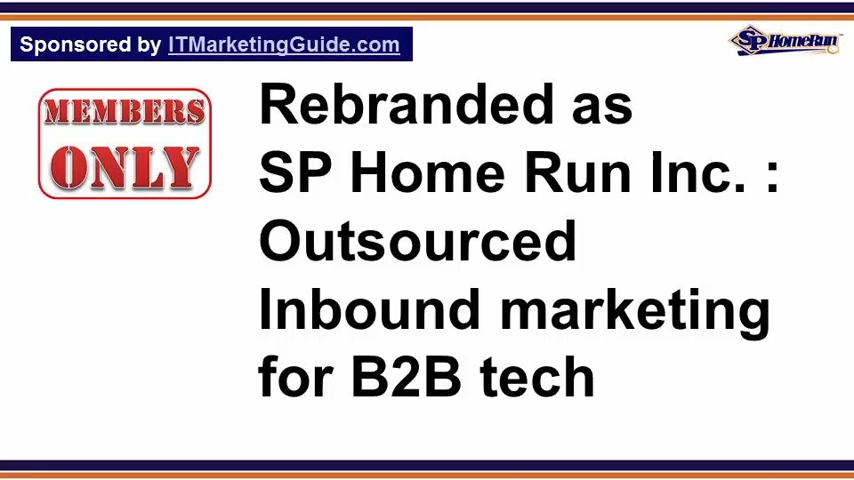 Sponsored by ITMarketingGuide.com
SP HomeRun™
MEMBERS
ONLY
Rebranded as
SP Home Run Inc. :
Outsourced
Inbound marketing
for B2B tech